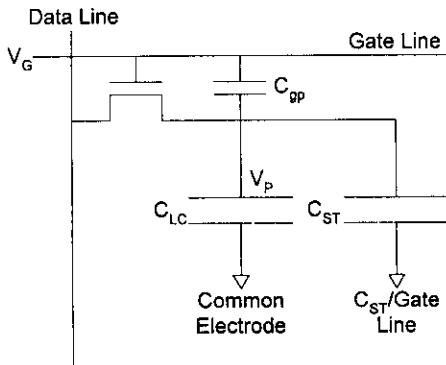 Data Line
Gate Line
V_G
C_gp
V_P
C_LC
C_ST
Common
Electrode
C_ST/Gate
Line